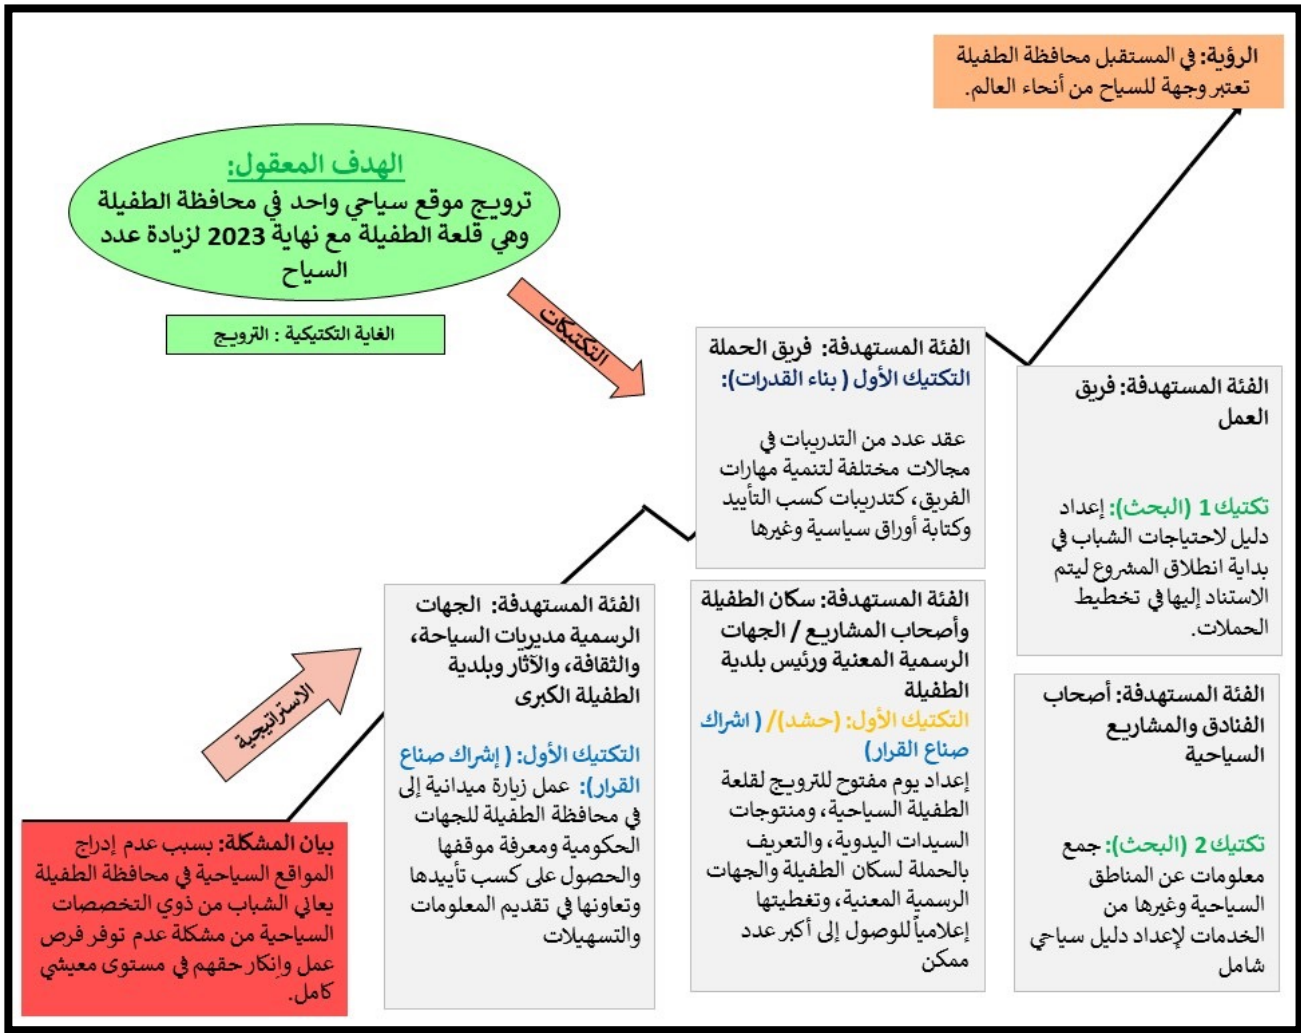 الرؤية: في المستقبل محافظة الطفيلة
تعتبر وجهة للسياح من أنحاء العالم.
الهدف المعقول:
ترويج موقع سياحي واحد في محافظة الطفيلة
وهي قلعة الطفيلة مع نهاية 2023 لزيادة عدد
السياح
الغاية التكتيكية : الترويج
التكتيكات
الفئة المستهدفة: فريق الحملة
التكتيك الأول ( بناء القدرات):
عقد عدد من التدريبات في
مجالات مختلفة لتنمية مهارات
الفريق، كتدريبات كسب التأييد
وكتابة أوراق سياسية وغيرها
الفئة المستهدفة: فريق
العمل
تكتيك 1 (البحث): إعداد
دليل لاحتياجات الشباب في
بداية انطلاق المشروع ليتم
الاستناد إليها في تخطيط
الحملات.
الفئة المستهدفة: أصحاب
الفنادق والمشاريع
السياحية
تكتيك 2 (البحث): جمع
معلومات عن المناطق
السياحية وغيرها من
الخدمات لإعداد دليل سياحي
شامل
الفئة المستهدفة: سكان الطفيلة
وأصحاب المشاريع / الجهات
الرسمية المعنية ورئيس بلدية
الطفيلة
التكتيك الأول: (حشد)/ ( اشراك
صناع القرار)
إعداد يوم مفتوح للترويج لقلعة
الطفيلة السياحية، ومنتوجات
السيدات اليدوية، والتعريف
بالحملة لسكان الطفيلة والجهات
الرسمية المعنية، وتغطيتها
إعلامياً للوصول إلى أكبر عدد
ممكن
الفئة المستهدفة: الجهات
الرسمية مديريات السياحة،
والثقافة، والآثار وبلدية
الطفيلة الكبرى
التكتيك الأول: ( إشراك صناع
القرار): عمل زيارة ميدانية إلى
في محافظة الطفيلة للجهات
الحكومية ومعرفة موقفها
والحصول على كسب تأييدها
وتعاونها في تقديم المعلومات
والتسهيلات
الاستراتيجية
بيان المشكلة: بسبب عدم إدراج
المواقع السياحية في محافظة الطفيلة
يعاني الشباب من ذوي التخصصات
السياحية من مشكلة عدم توفر فرص
عمل وإنكار حقهم في مستوى معيشي
كامل.